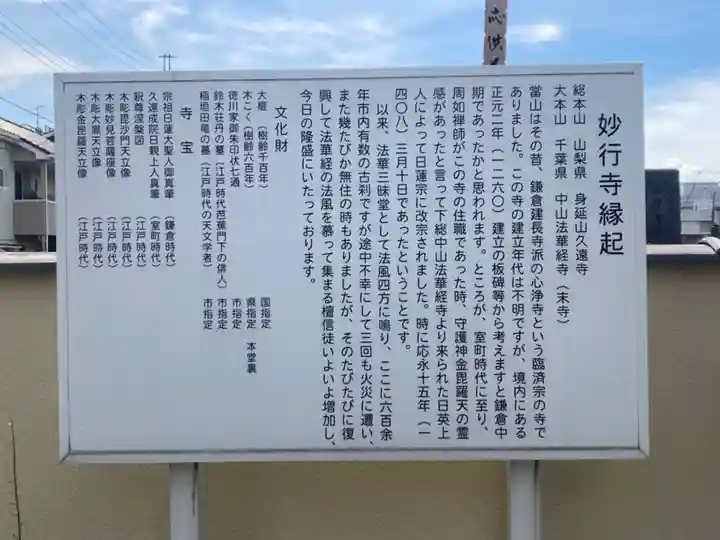 妙行寺縁起
総本山　山梨県　身延山久遠寺
大本山　千葉県　中山法華経寺（末寺）
當山はその昔、鎌倉建長寺派の心浄寺という臨済宗の寺で
ありました。この寺の建立年代は不明ですが、境内にある
正元二年（一二六〇）建立の板碑等から考えますと鎌倉中
期であったかと思われます。ところが、室町時代に至り、
周如禅師がこの寺の住職であった時、守護神金毘羅天の霊
感があったと言って下総中山法華経寺より来られた日英上
人によって日蓮宗に改宗されました。時に応永十五年（一
四〇八）三月十日であったということです。
以来、法華三昧堂として法風四方に鳴り、ここに六百余
年市内有数の古刹ですが途中不幸にして三回も火災に遭い、
また幾たびか無住の時もありましたが、そのたびたびに復
興して法華経の法風を慕って集まる檀信徒いよいよ増加し、
今日の隆盛にいたっております。
文化財
大榧（樹齢千百年）　国指定
木こく（樹齢六百年）　県指定　本堂裏
徳川家御朱印状七通　市指定
鈴木荘丹の墓（江戸時代芭蕉門下の俳人）　市指定
稲垣田竜の墓（江戸時代の天文学者）　市指定
寺宝
宗祖日蓮大聖人御真筆（鎌倉時代）
久遠成院日親上人真筆（室町時代）
釈尊涅槃図（江戸時代）
木彫毘沙門天立像（江戸時代）
木彫妙見菩薩座像（江戸時代）
木彫大黒天立像（江戸時代）
木彫金毘羅天立像（江戸時代）